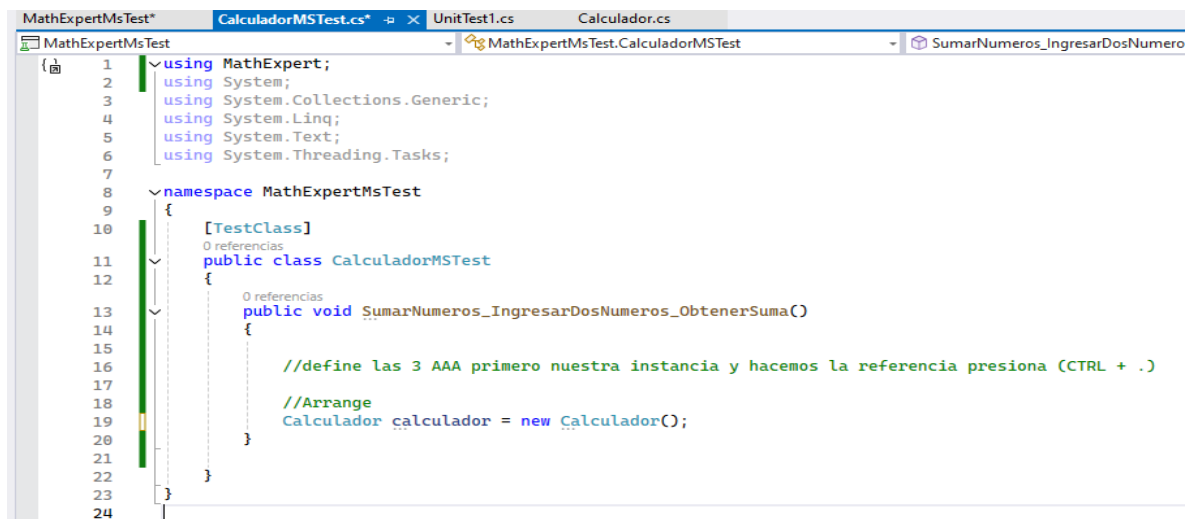 MathExpertMsTest* CalculadorMSTest.cs* UnitTest1.cs Calculador.cs
MathExpertMsTest MathExpertMsTest.CalculadorMSTest SumarNumeros_IngresarDosNumero
1 using MathExpert;
2 using System;
3 using System.Collections.Generic;
4 using System.Linq;
5 using System.Text;
6 using System.Threading.Tasks;
7
8 namespace MathExpertMsTest
9 {
10 [TestClass]
0 referencias
11 public class CalculadorMSTest
12 {
0 referencias
13 public void SumarNumeros_IngresarDosNumeros_ObtenerSuma()
14 {
15
16 //define las 3 AAA primero nuestra instancia y hacemos la referencia presiona (CTRL + .)
17
18 //Arrange
19 Calculador calculador = new Calculador();
20 }
21
22 }
23 }
24